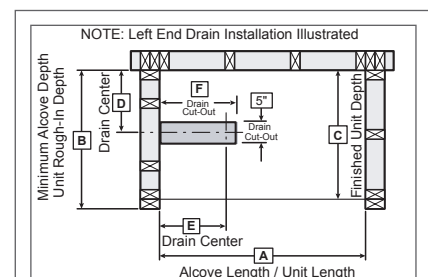 NOTE: Left End Drain Installation Illustrated
F
Drain
Cut-Out
5"
Drain
Cut-Out
D
Drain Center
B
Minimum Alcove Depth
Unit Rough-In Depth
C
Finished Unit Depth
E
Drain Center
A
Alcove Length / Unit Length